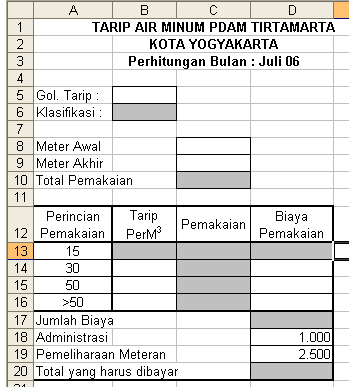 A B C D
1 TARIP AIR MINUM PDAM TIRTAMARTA
2 KOTA YOGYAKARTA
3 Perhitungan Bulan : Juli 06
4
5 Gol. Tarip :
6 Klasifikasi :
7
8 Meter Awal
9 Meter Akhir
10 Total Pemakaian
11
12 Perincian Pemakaian Tarip PerM³ Pemakaian Biaya Pemakaian
13 15
14 30
15 50
16 >50
17 Jumlah Biaya
18 Administrasi 1.000
19 Pemeliharaan Meteran 2.500
20 Total yang harus dibayar